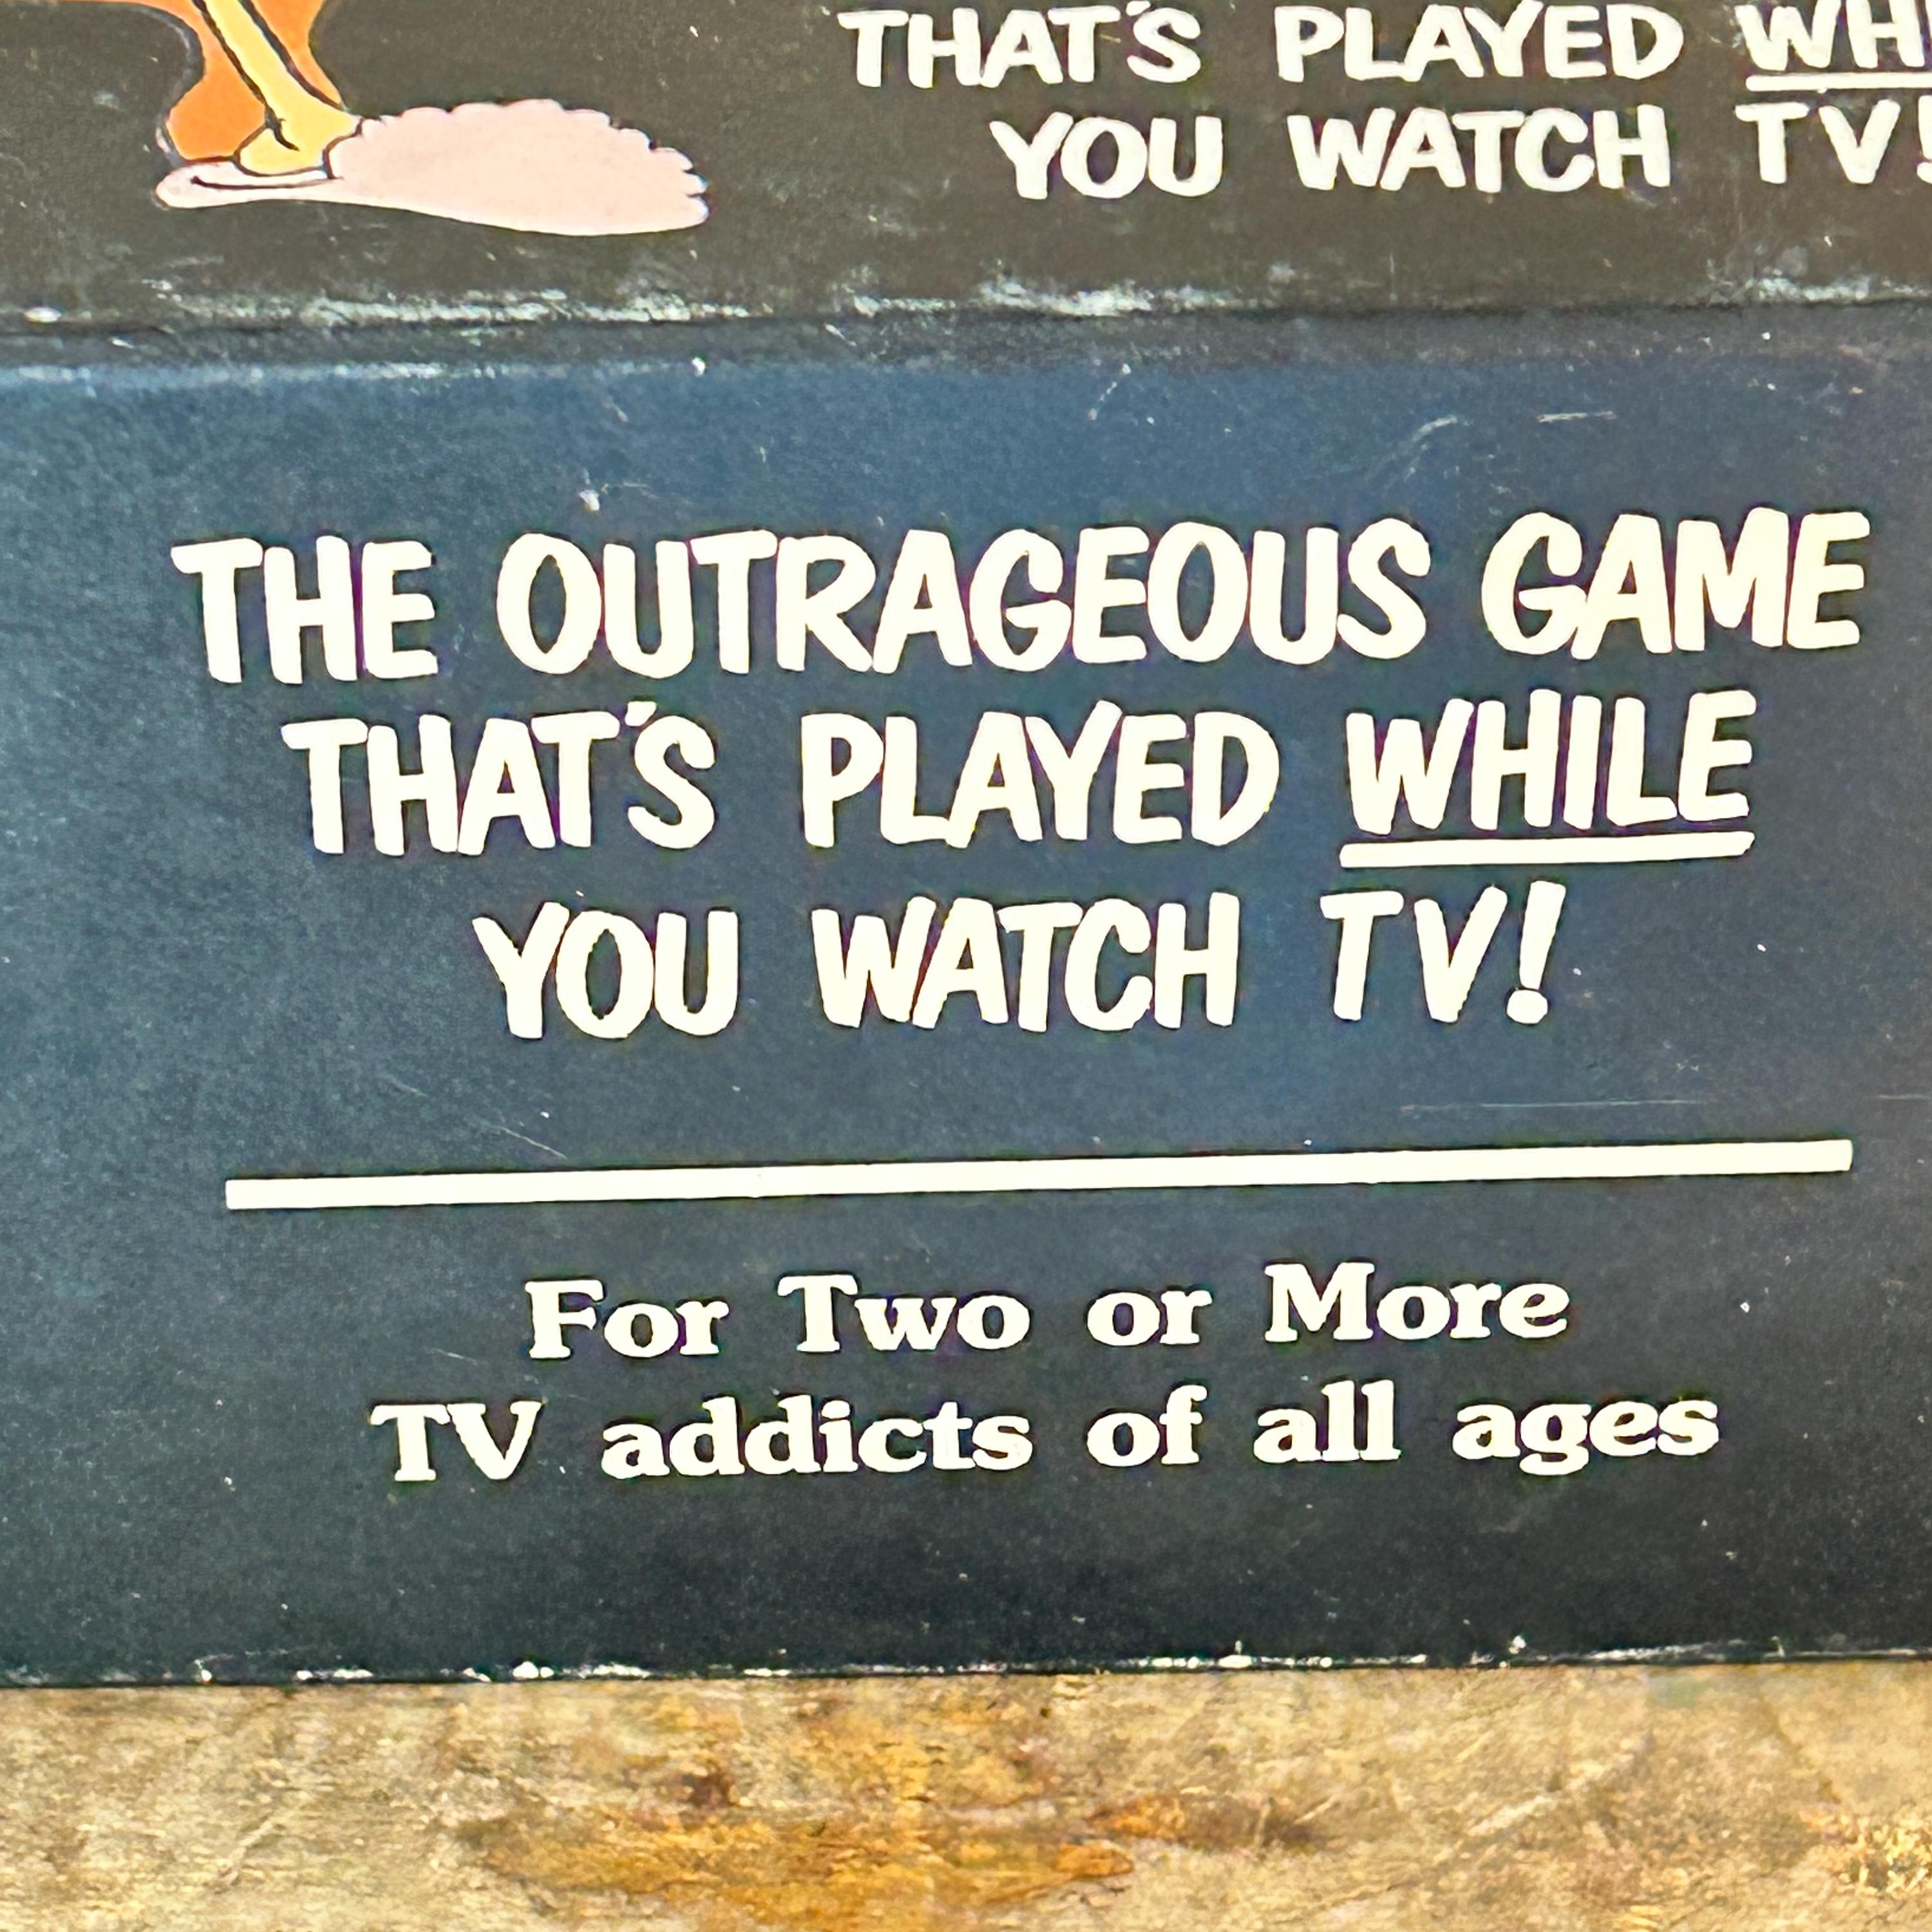 THAT'S PLAYED
YOU WATCH TV!
THE OUTRAGEOUS GAME
THAT'S PLAYED WHILE
YOU WATCH TV!
For Two or More
TV addicts of all ages